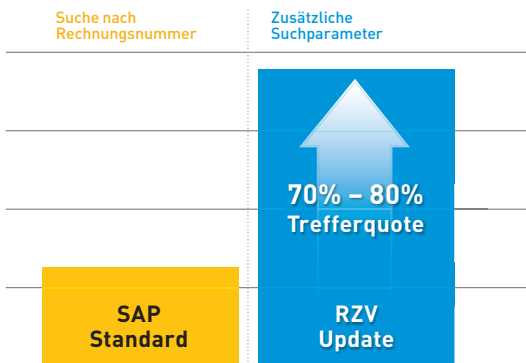 Suche nach
Rechnungsnummer
Zusätzliche
Suchparameter
70% – 80%
Trefferquote
SAP
Standard
RZV
Update